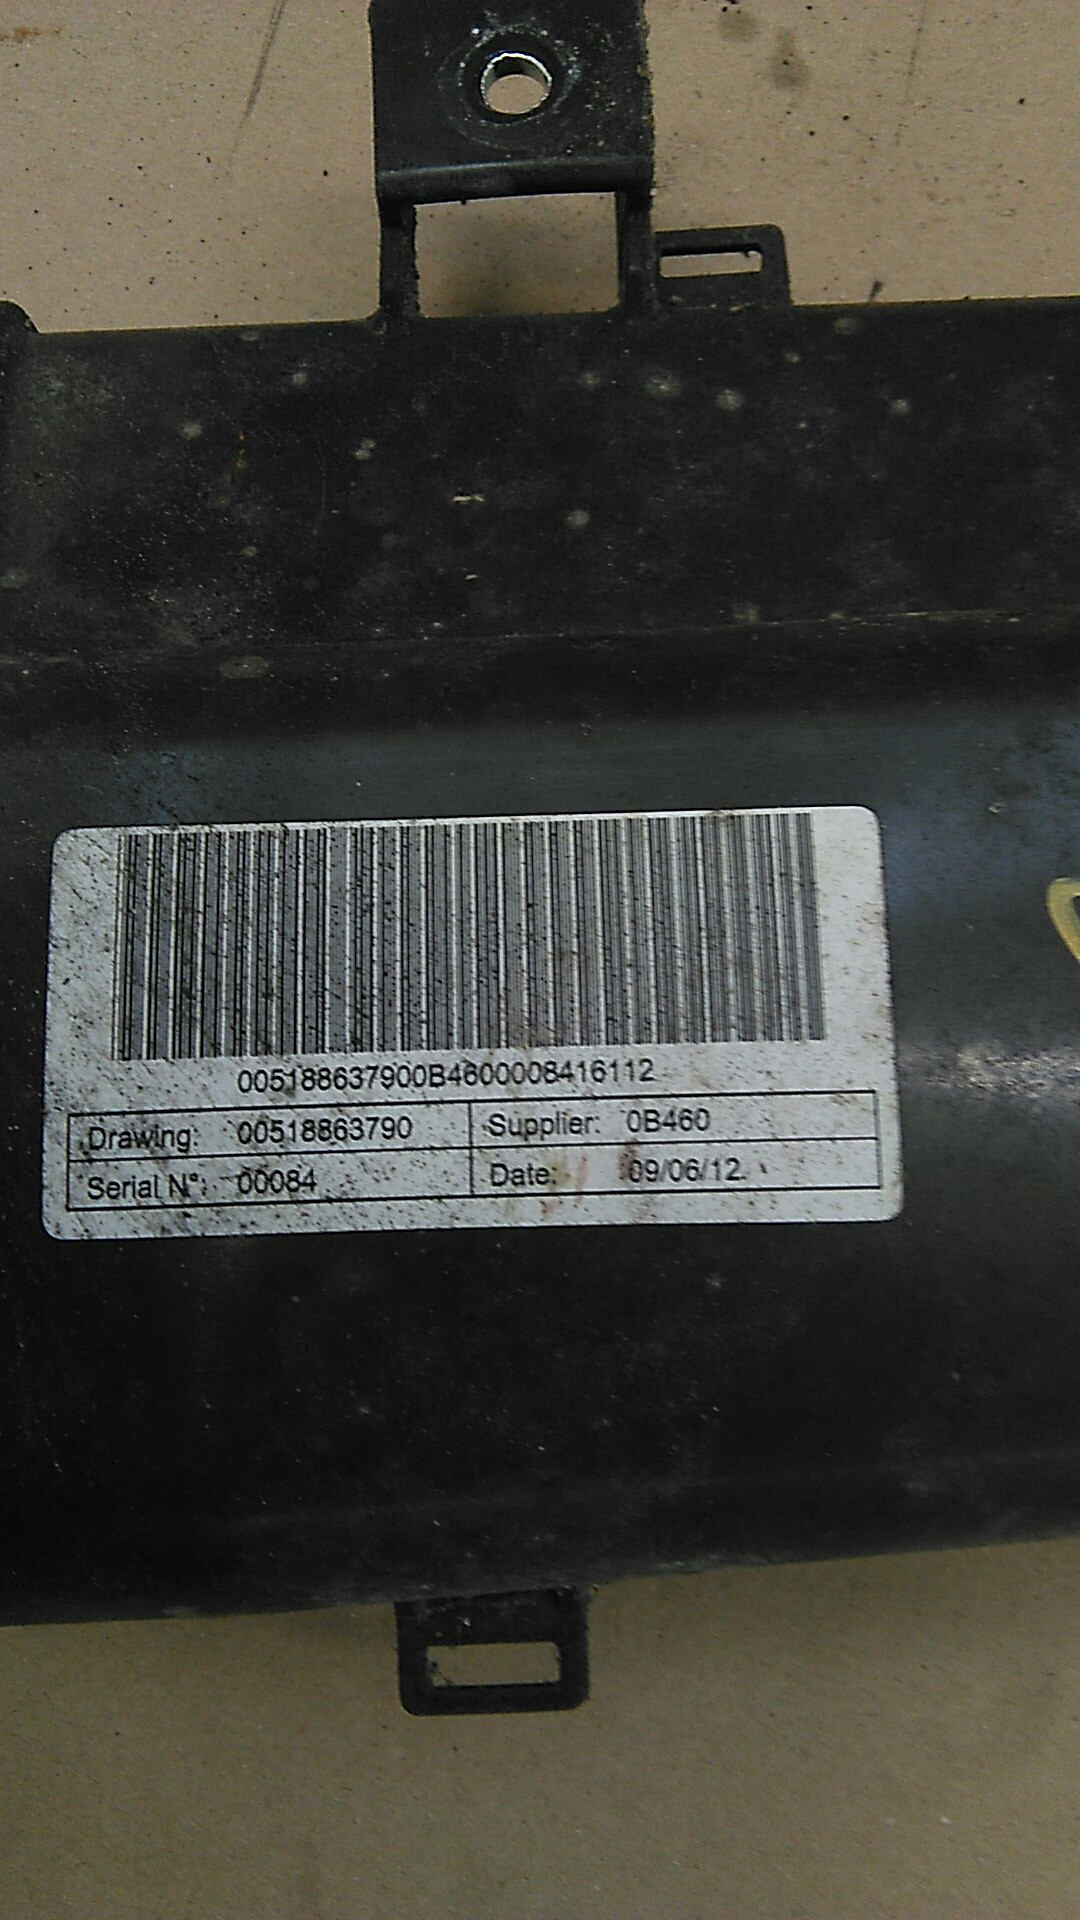 005188637900B4600008416112
Drawing: 00518863790 Supplier: 0B460
Serial N°: 00084 Date: 09/06/12